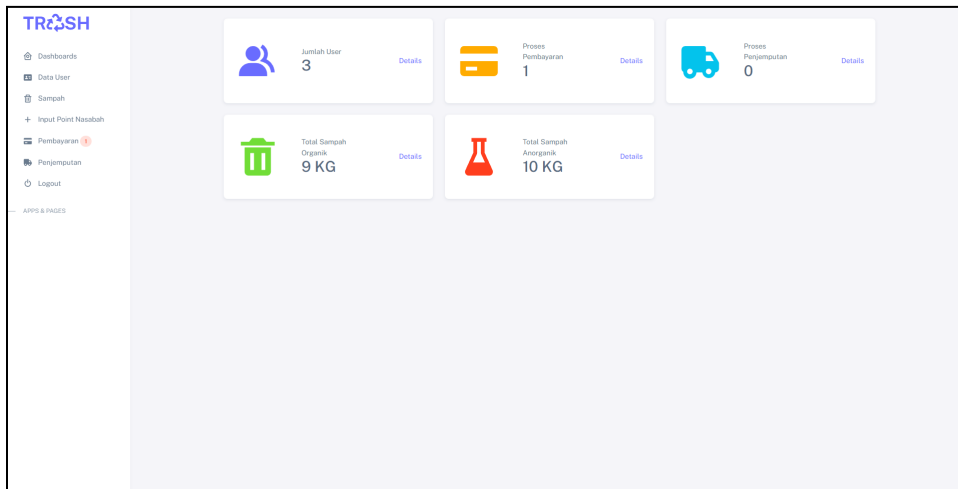 TRASH
Dashboards
Data User
Sampah
Input Point Nasabah
Pembayaran 1
Penjemputan
Logout
APPS & PAGES
Jumlah User
3
Details
Proses
Pembayaran
1
Details
Proses
Penjemputan
0
Details
Total Sampah
Organik
9 KG
Details
Total Sampah
Anorganik
10 KG
Details